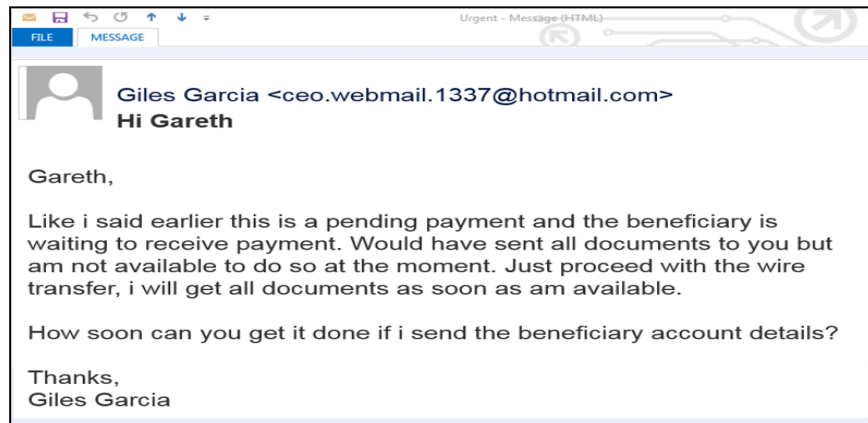 Urgent - Message (HTML)
FILE MESSAGE
Giles Garcia <ceo.webmail.1337@hotmail.com>
Hi Gareth
Gareth,
Like i said earlier this is a pending payment and the beneficiary is
waiting to receive payment. Would have sent all documents to you but
am not available to do so at the moment. Just proceed with the wire
transfer, i will get all documents as soon as am available.
How soon can you get it done if i send the beneficiary account details?
Thanks,
Giles Garcia